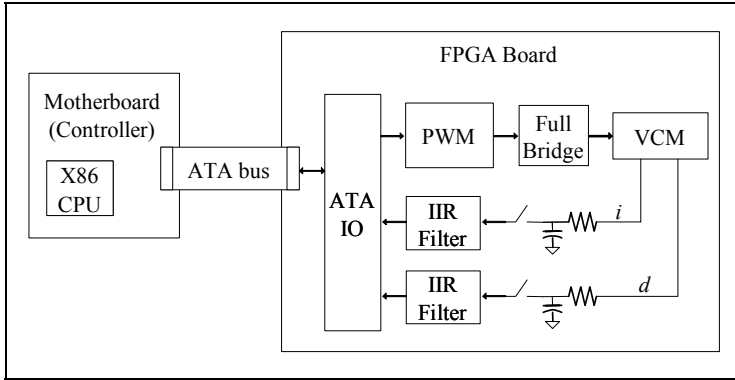 FPGA Board
Motherboard
(Controller)
X86
CPU
ATA bus
ATA
IO
PWM
Full
Bridge
VCM
IIR
Filter
i
IIR
Filter
d